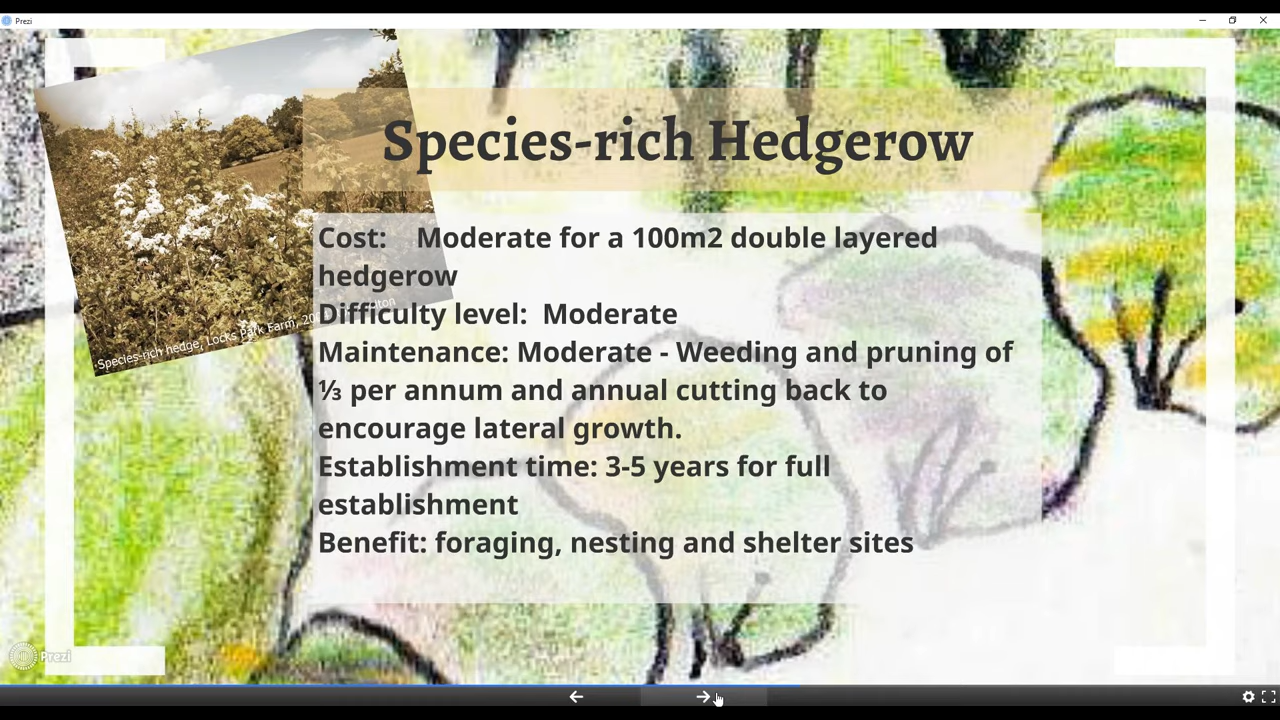 Prezi
Species-rich Hedgerow
Cost: Moderate for a 100m2 double layered
hedgerow
Difficulty level: Moderate
Maintenance: Moderate - Weeding and pruning of
⅓ per annum and annual cutting back to
encourage lateral growth.
Establishment time: 3-5 years for full
establishment
Benefit: foraging, nesting and shelter sites
Species-rich hedge, Locks Park Farm,
Prezi